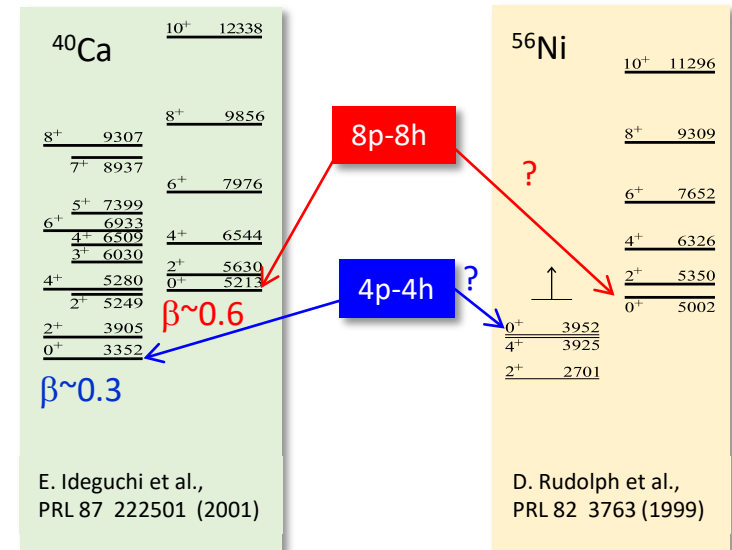 ⁴⁰Ca
10⁺ 12338
8⁺ 9856
8⁺ 9307
7⁺ 8937
6⁺ 7976
5⁺ 7399
6⁺ 6933
4⁺ 6544
4⁺ 6509
3⁺ 6030
2⁺ 5630
4⁺ 5280
0⁺ 5213
2⁺ 5249
β~0.6
2⁺ 3905
0⁺ 3352
β~0.3
E. Ideguchi et al.,
PRL 87 222501 (2001)
8p-8h
?
4p-4h
?
⁵⁶Ni
10⁺ 11296
8⁺ 9309
6⁺ 7652
4⁺ 6326
2⁺ 5350
0⁺ 5002
0⁺ 3952
4⁺ 3925
2⁺ 2701
D. Rudolph et al.,
PRL 82 3763 (1999)